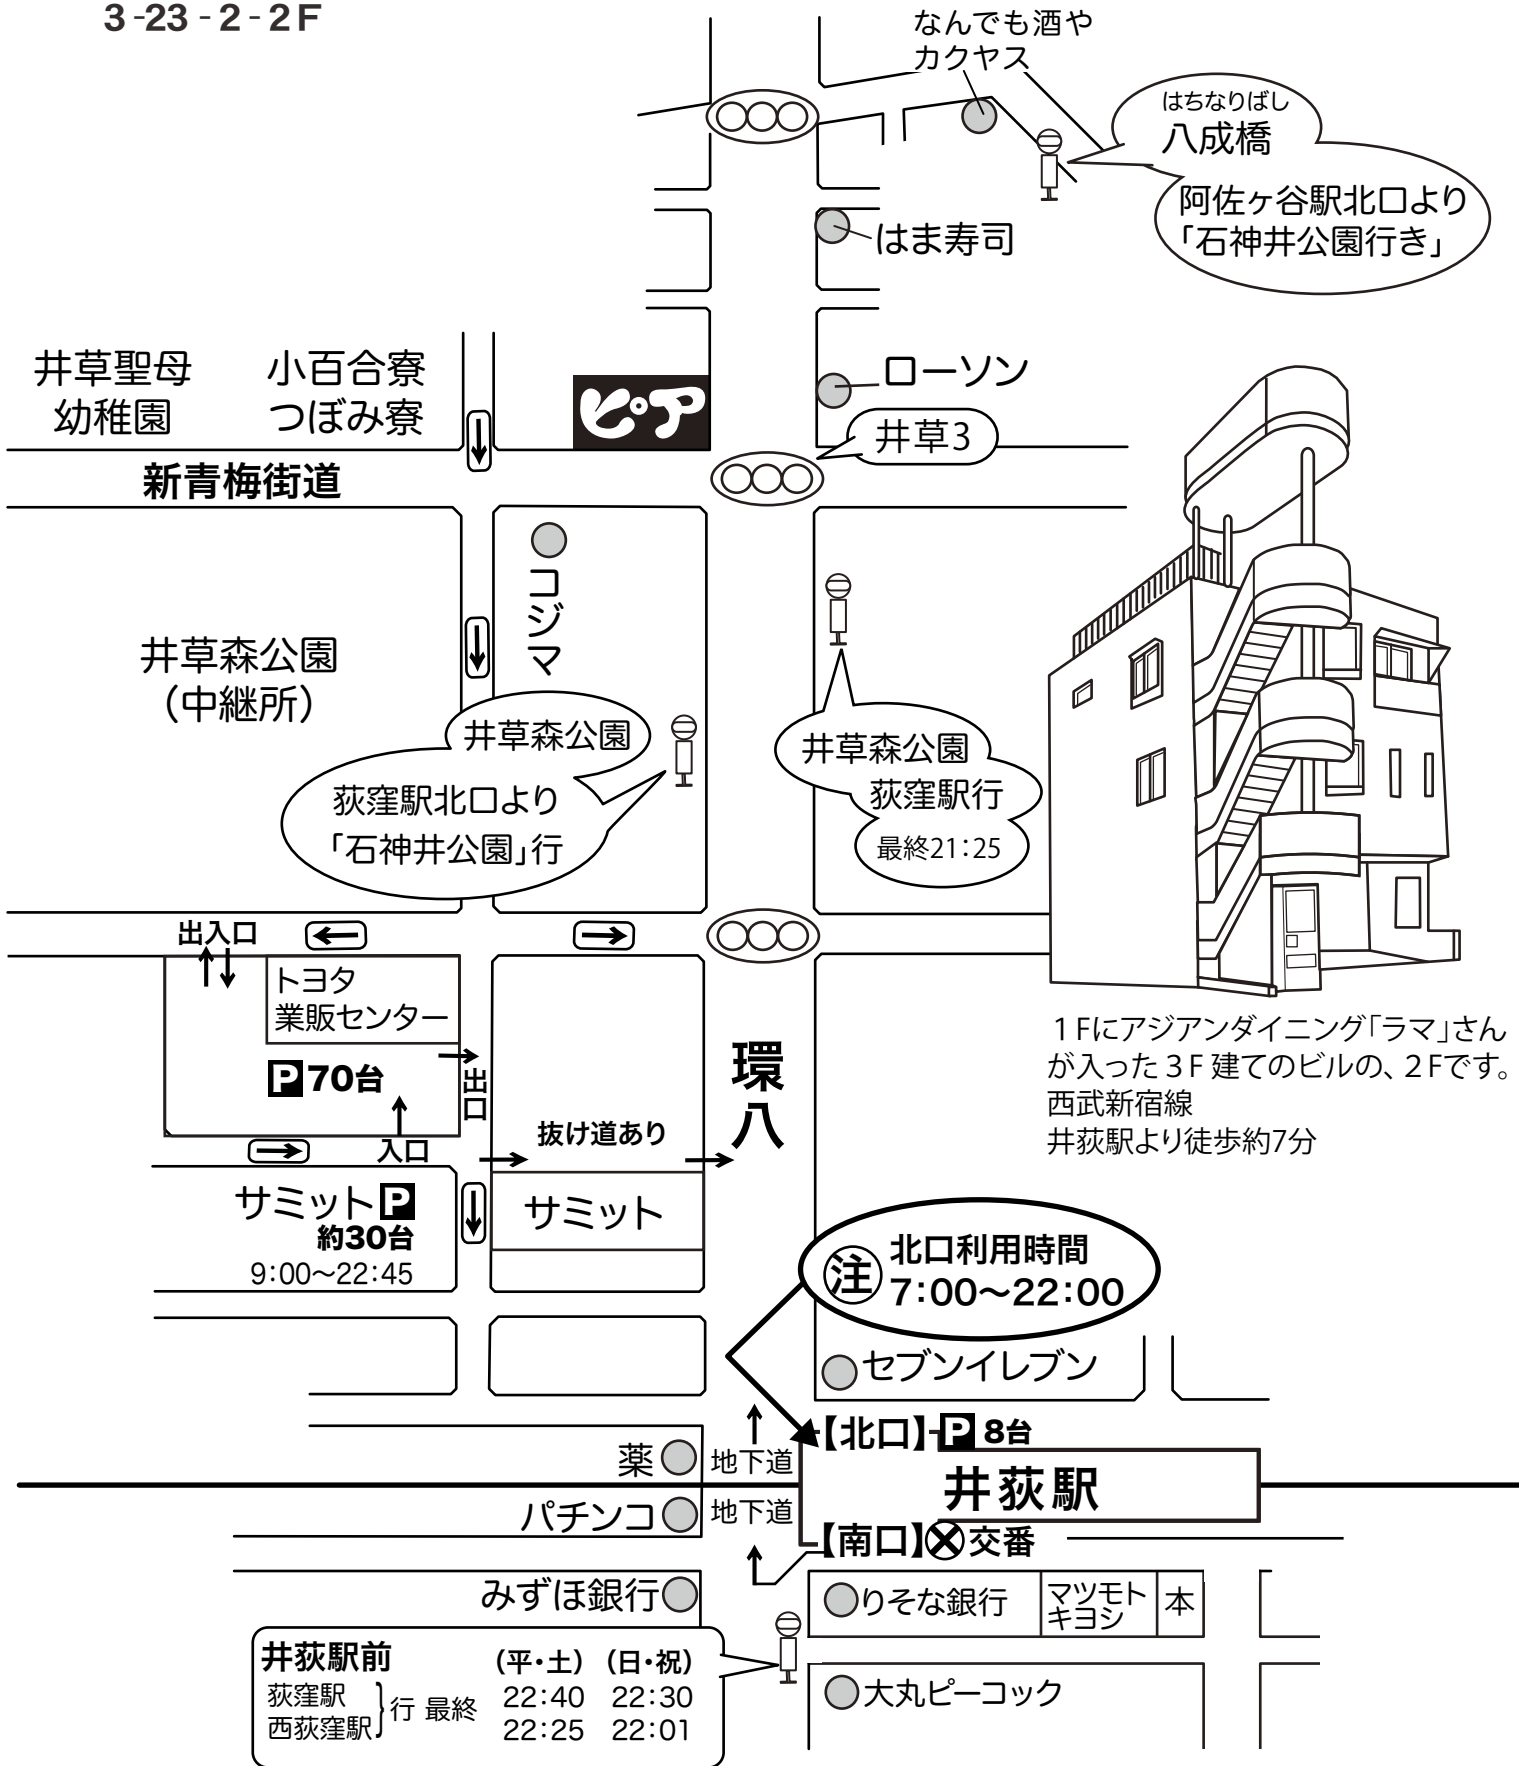 3-23-2-2F
なんでも酒や
カクヤス
はちなりばし
八成橋
阿佐ヶ谷駅北口より
「石神井公園行き」
はま寿司
ローソン
井草3
井草聖母
幼稚園
小百合寮
つぼみ寮
ピア
新青梅街道
コジマ
井草森公園
(中継所)
井草森公園
荻窪駅北口より
「石神井公園」行
井草森公園
荻窪駅行
最終21:25
出入口
トヨタ
業販センター
P 70台
出口
入口
抜け道あり
環八
1Fにアジアンダイニング「ラマ」さん
が入った3F建てのビルの、2Fです。
西武新宿線
井荻駅より徒歩約7分
サミット P
約30台
9:00〜22:45
サミット
注 北口利用時間
7:00〜22:00
セブンイレブン
【北口】 P 8台
薬
地下道
井荻駅
パチンコ
地下道
【南口】 交番
みずほ銀行
りそな銀行
マツモト
キヨシ
本
井荻駅前 (平・土) (日・祝)
荻窪駅 22:40 22:30
行 最終
西荻窪駅 22:25 22:01
大丸ピーコック